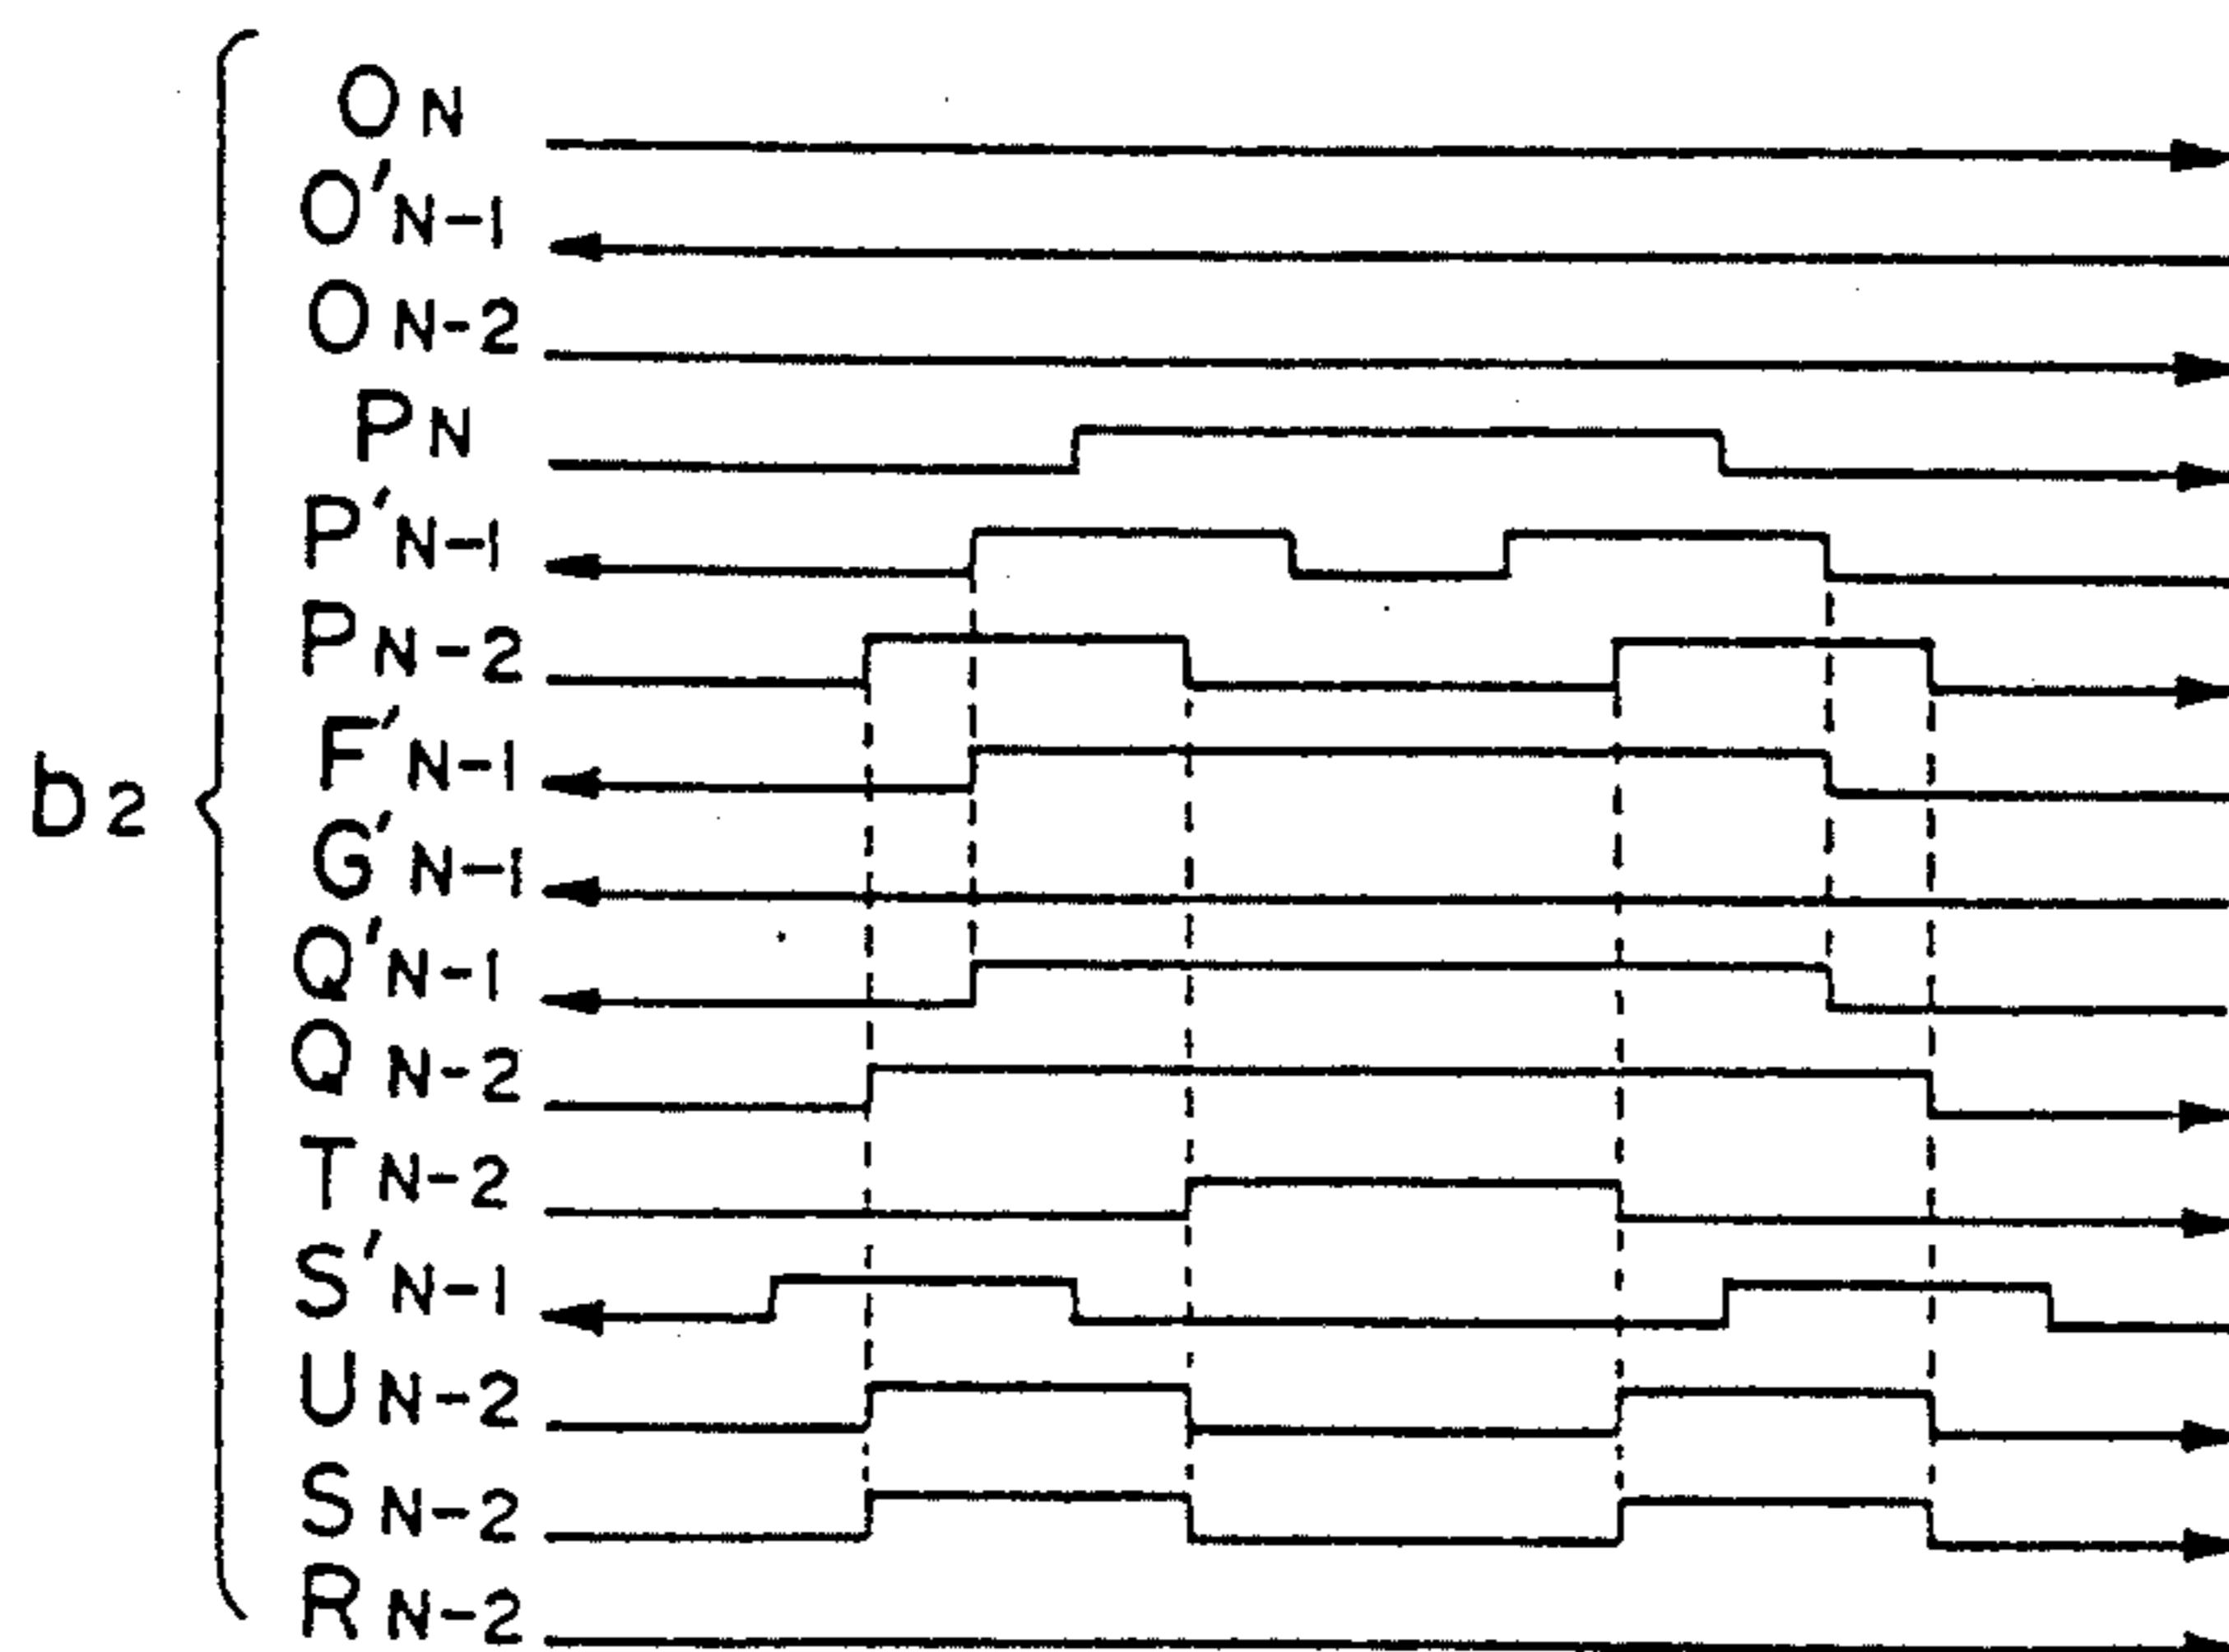 ON
O'N-1
ON-2
PN
P'N-1
PN-2
F'N-1
b2
G'N-1
Q'N-1
QN-2
TN-2
S'N-1
UN-2
SN-2
RN-2